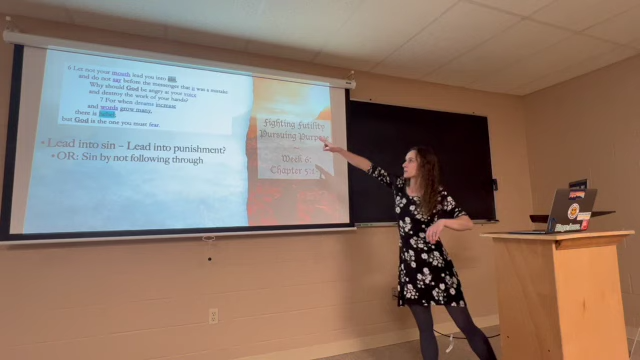 6 Let not your mouth lead you into sin,
and do not say before the messenger that it was a mistake
Why should God be angry at your voice
and destroy the work of your hands?
7 For when dreams increase
and words grow many,
there is futility
but God is the one you must fear.
•Lead into sin – Lead into punishment?
•OR: Sin by not following through
Fighting Futility
Pursuing Purpose
Week 6:
Chapter 5:1-